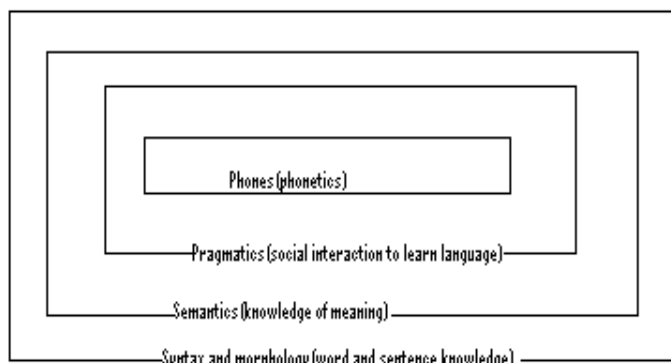 Phones (phonetics)
Pragmatics (social interaction to learn language)
Semantics (knowledge of meaning)
Syntax and morphology (word and sentence knowledge)